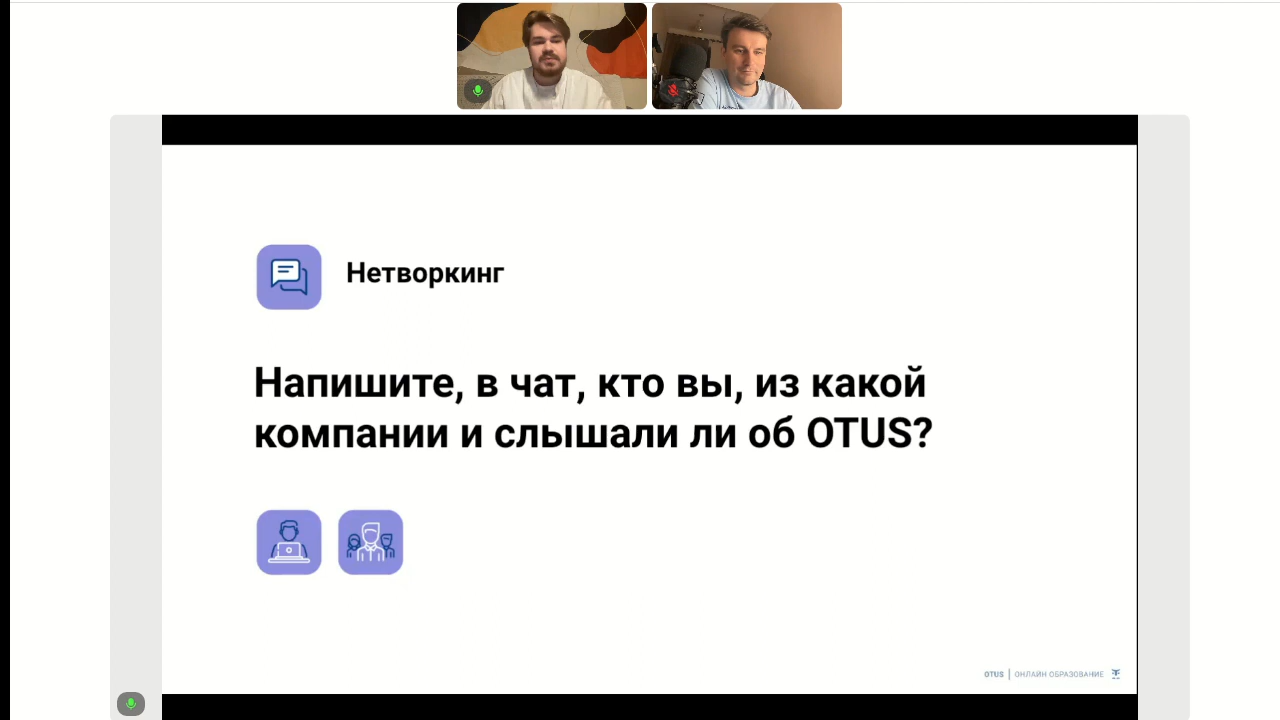 Нетворкинг
Напишите, в чат, кто вы, из какой
компании и слышали ли об OTUS?
OTUS | ОНЛАЙН ОБРАЗОВАНИЕ